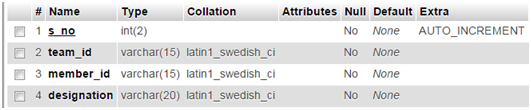 # Name Type Collation Attributes Null Default Extra
1 s_no int(2) No None AUTO_INCREMENT
2 team_id varchar(15) latin1_swedish_ci No None
3 member_id varchar(15) latin1_swedish_ci No None
4 designation varchar(20) latin1_swedish_ci No None